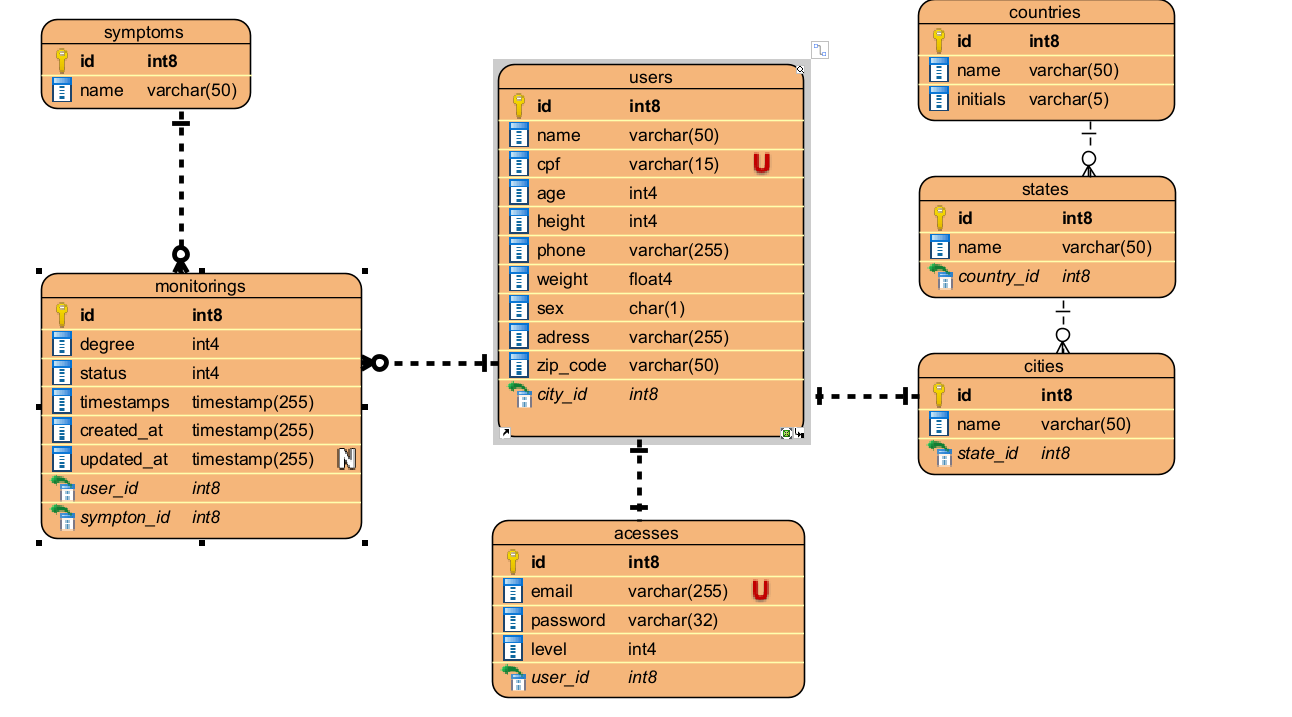 symptoms
id int8
name varchar(50)
monitorings
id int8
degree int4
status int4
timestamps timestamp(255)
created_at timestamp(255)
updated_at timestamp(255) N
user_id int8
sympton_id int8
users
id int8
name varchar(50)
cpf varchar(15) U
age int4
height int4
phone varchar(255)
weight float4
sex char(1)
adress varchar(255)
zip_code varchar(50)
city_id int8
acesses
id int8
email varchar(255) U
password varchar(32)
level int4
user_id int8
countries
id int8
name varchar(50)
initials varchar(5)
states
id int8
name varchar(50)
country_id int8
cities
id int8
name varchar(50)
state_id int8